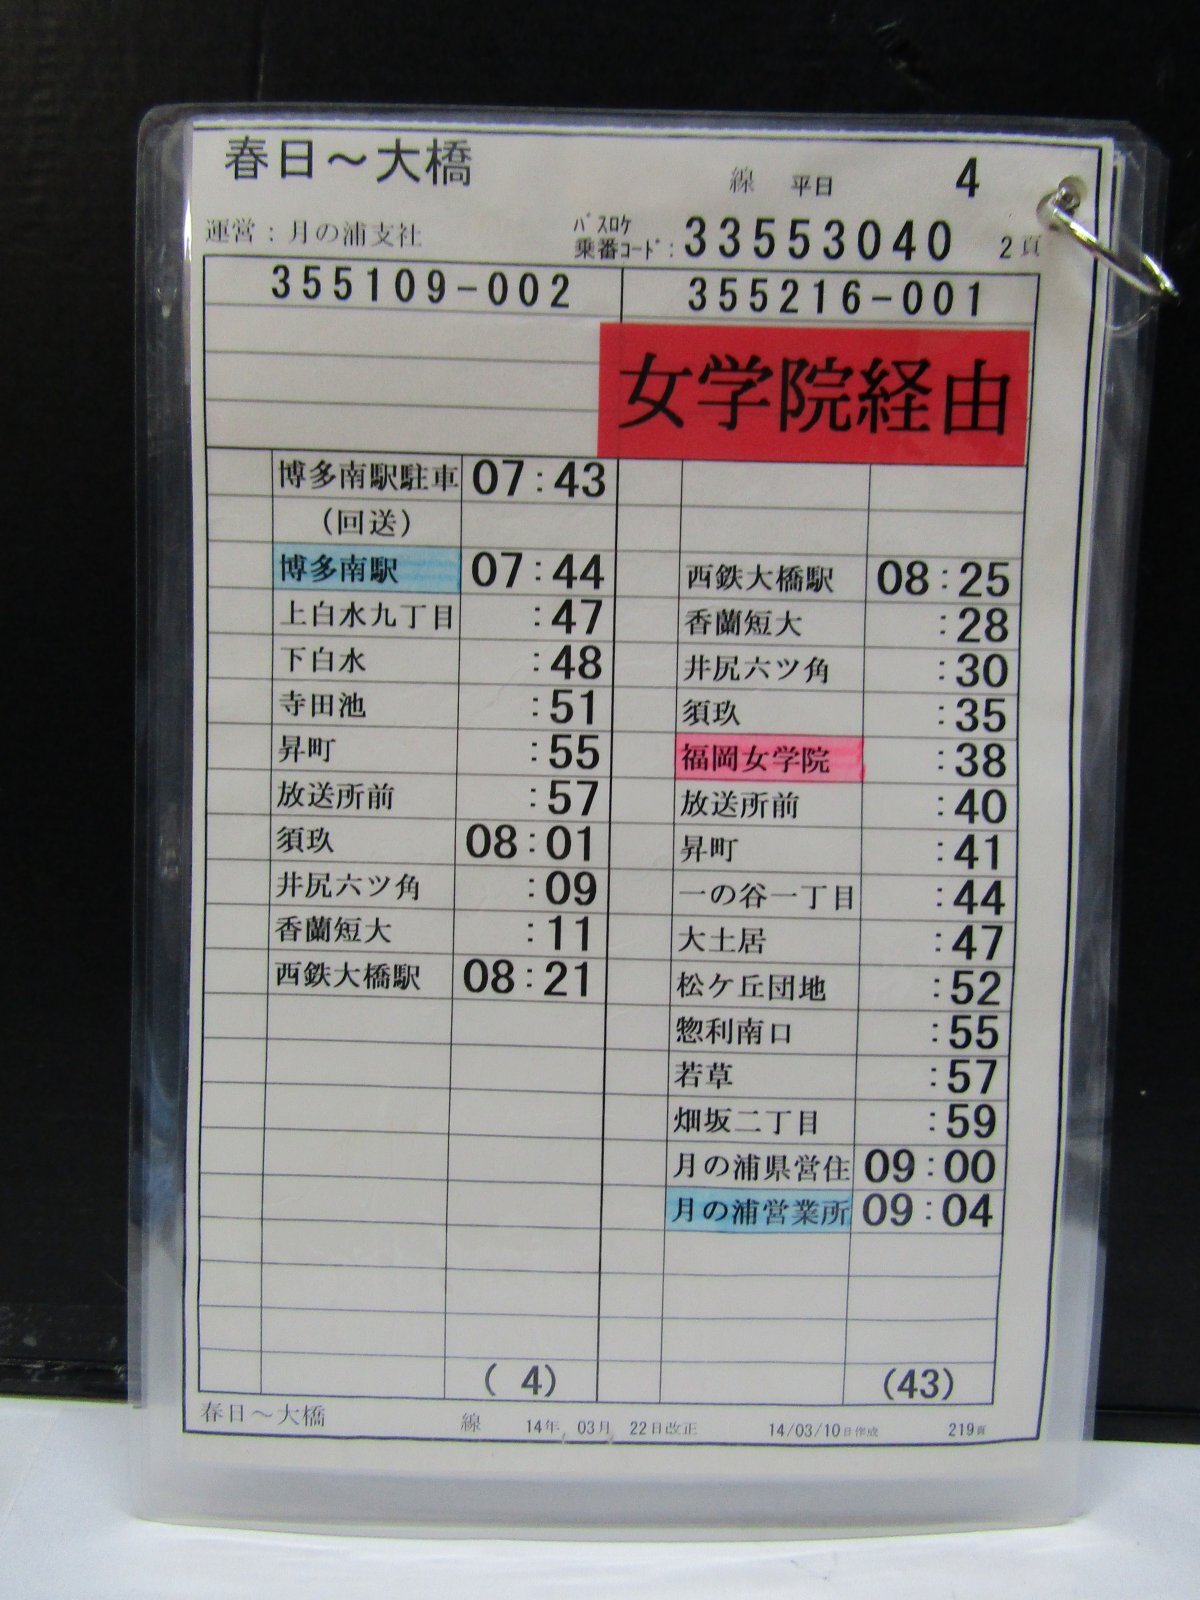 春日～大橋 線 平日 4
運営：月の浦支社 バスロケ乗番コード：33553040 2頁
355109-002 355216-001
女学院経由
博多南駅駐車 07:43
（回送）
博多南駅 07:44 西鉄大橋駅 08:25
上白水九丁目 :47 香蘭短大 :28
下白水 :48 井尻六ツ角 :30
寺田池 :51 須玖 :35
昇町 :55 福岡女学院 :38
放送所前 :57 放送所前 :40
須玖 08:01 昇町 :41
井尻六ツ角 :09 一の谷一丁目 :44
香蘭短大 :11 大土居 :47
西鉄大橋駅 08:21 松ケ丘団地 :52
惣利南口 :55
若草 :57
畑坂二丁目 :59
月の浦県営住 09:00
月の浦営業所 09:04
( 4) (43)
春日～大橋 線 14年 03月 22日改正 14/03/10日作成 219頁